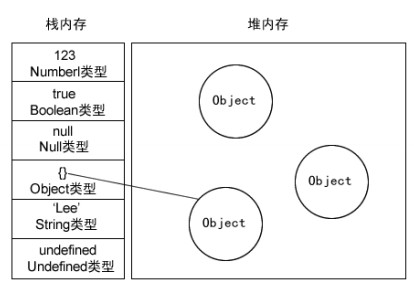 栈内存
堆内存
123
Numberl类型
true
Boolean类型
null
Null类型
{}
Object类型
'Lee'
String类型
undefined
Undefined类型
Object
Object
Object